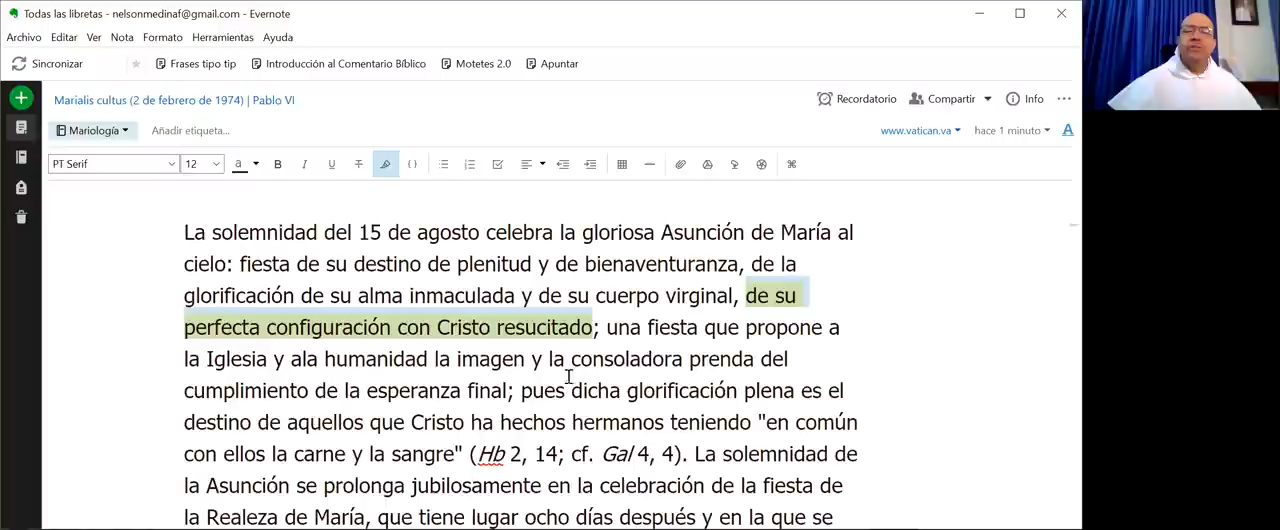 Todas las libretas - nelsonmedinaf@gmail.com - Evernote
Archivo Editar Ver Nota Formato Herramientas Ayuda
Sincronizar Frases tipo tip Introducción al Comentario Bíblico Motetes 2.0 Apuntar
Marialis cultus (2 de febrero de 1974) | Pablo VI Recordatorio Compartir Info
Mariología Añadir etiqueta... www.vatican.va hace 1 minuto A
PT Serif 12 a B I U T
La solemnidad del 15 de agosto celebra la gloriosa Asunción de María al
cielo: fiesta de su destino de plenitud y de bienaventuranza, de la
glorificación de su alma inmaculada y de su cuerpo virginal, de su
perfecta configuración con Cristo resucitado; una fiesta que propone a
la Iglesia y ala humanidad la imagen y la consoladora prenda del
cumplimiento de la esperanza final; pues dicha glorificación plena es el
destino de aquellos que Cristo ha hechos hermanos teniendo "en común
con ellos la carne y la sangre" (Hb 2, 14; cf. Gal 4, 4). La solemnidad de
la Asunción se prolonga jubilosamente en la celebración de la fiesta de
la Realeza de María, que tiene lugar ocho días después y en la que se